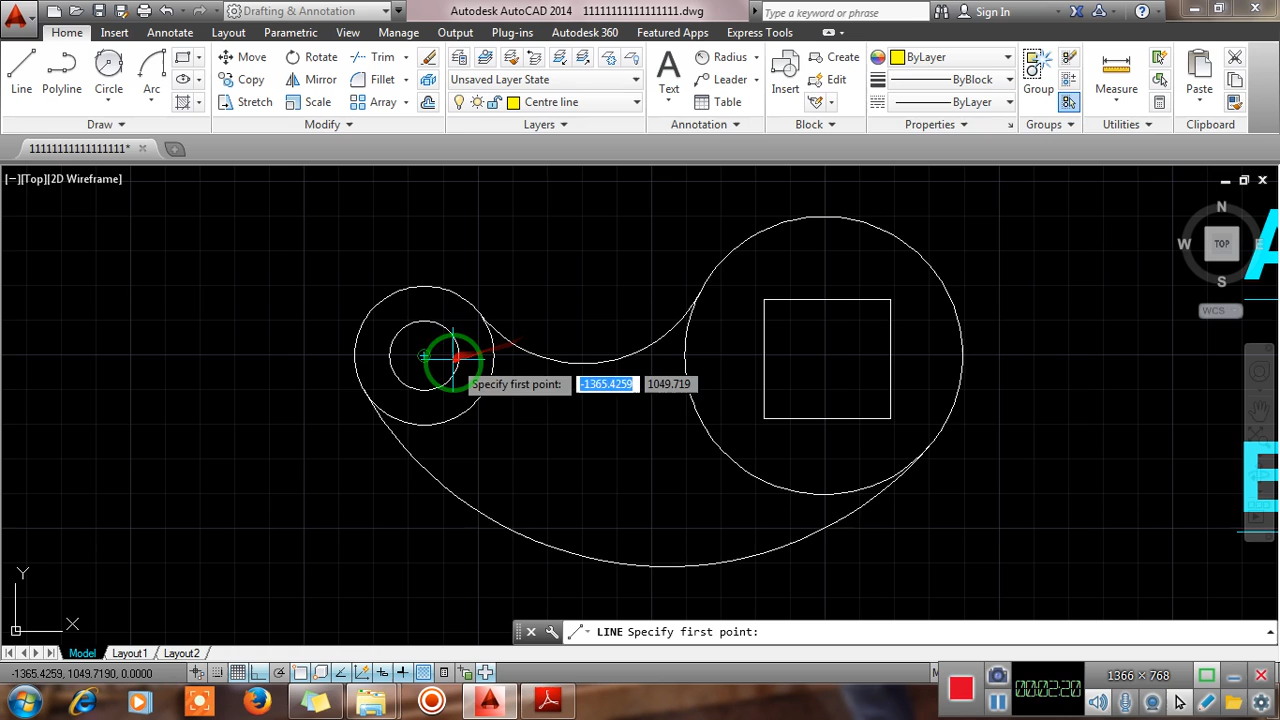 Drafting & Annotation
Autodesk AutoCAD 2014 11111111111111111.dwg
Type a keyword or phrase
Sign In
Home Insert Annotate Layout Parametric View Manage Output Plug-ins Autodesk 360 Featured Apps Express Tools
Line Polyline Circle Arc
Move Rotate Trim
Copy Mirror Fillet
Stretch Scale Array
Unsaved Layer State
Centre line
Text
Radius
Leader
Table
Insert
Create
Edit
ByLayer
ByBlock
ByLayer
Group
Measure
Paste
Draw Modify Layers Annotation Block Properties Groups Utilities Clipboard
11111111111111111*
[−][Top][2D Wireframe]
N
W TOP E
S
WCS
A
E
Specify first point: -1365.4259 1049.719
Y
X
LINE Specify first point:
Model Layout1 Layout2
-1365.4259, 1049.7190, 0.0000
00:02:20
1366 × 768